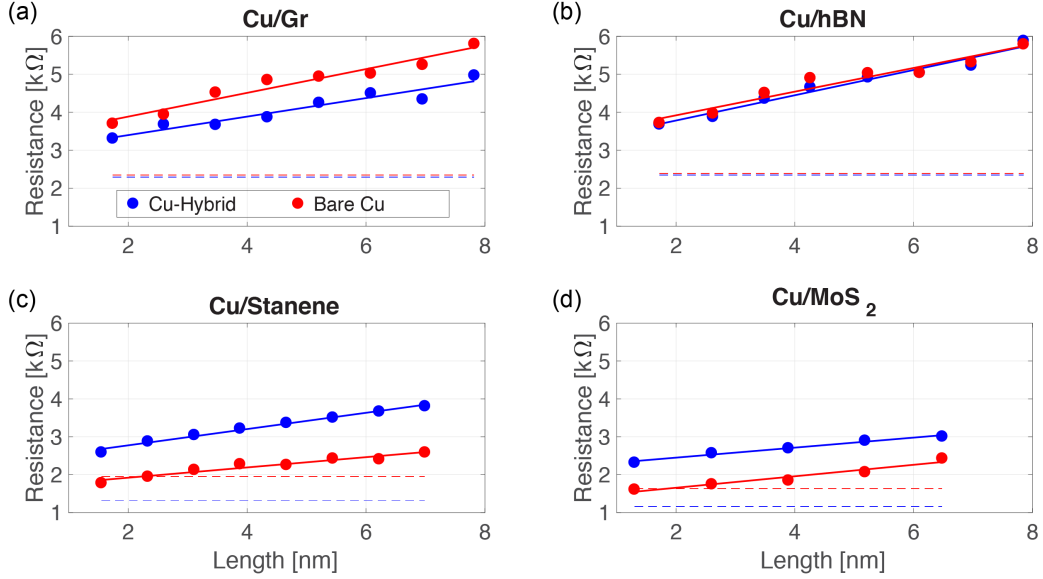 (a)
Cu/Gr
6
5
4
3
2
1
Resistance [kΩ]
Cu-Hybrid Bare Cu
2 4 6 8
(b)
Cu/hBN
6
5
4
3
2
1
Resistance [kΩ]
2 4 6 8
(c)
Cu/Stanene
6
5
4
3
2
1
Resistance [kΩ]
2 4 6 8
Length [nm]
(d)
Cu/MoS₂
6
5
4
3
2
1
Resistance [kΩ]
2 4 6 8
Length [nm]